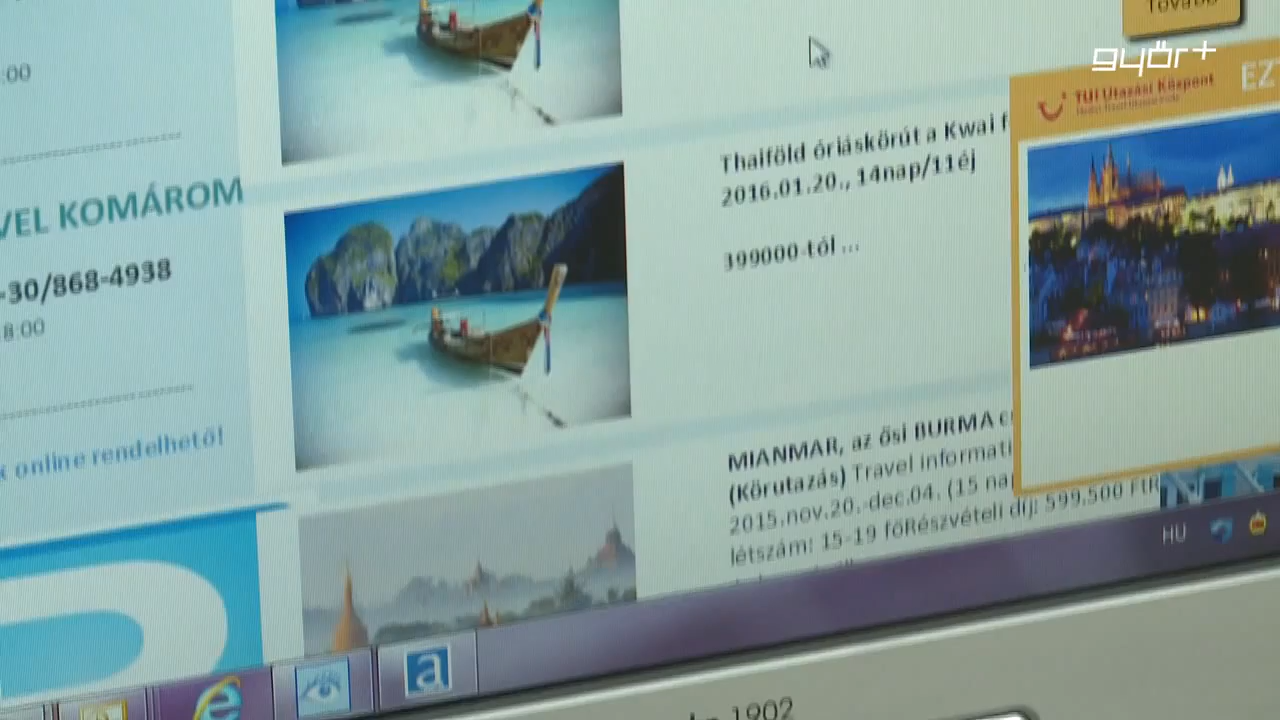 Tovább
győr+
:00
TUI Utazási Központ
EZ
Thaiföld óriáskörút a Kwai f
2016.01.20., 14nap/11éj
399000-tól ...
VEL KOMÁROM
-30/868-4938
8:00
k online rendelhető!
MIANMAR, az ősi BURMA c
(Körutazás) Travel informati
2015.nov.20.-dec.04. (15 na
létszám: 15-19 főRészvételi díj: 599.500 FtR
HU
a
1902